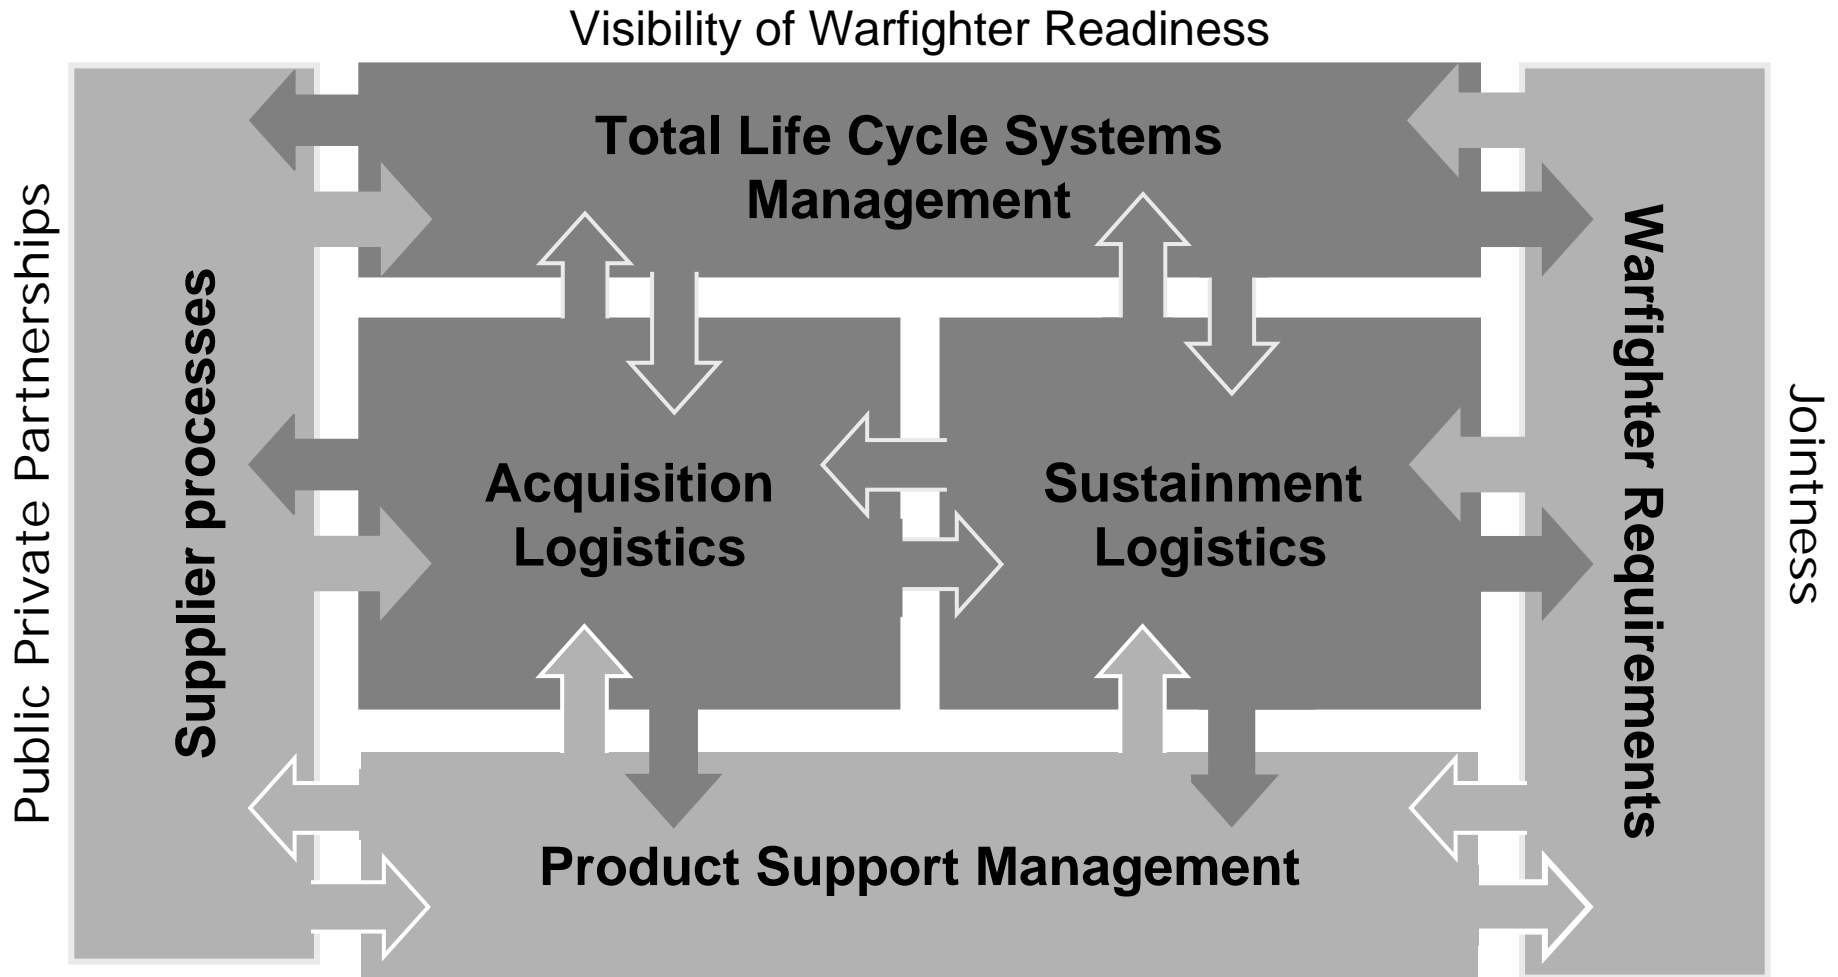 Visibility of Warfighter Readiness
Public Private Partnerships
Supplier processes
Total Life Cycle Systems
Management
Acquisition
Logistics
Sustainment
Logistics
Product Support Management
Warfighter Requirements
Jointness